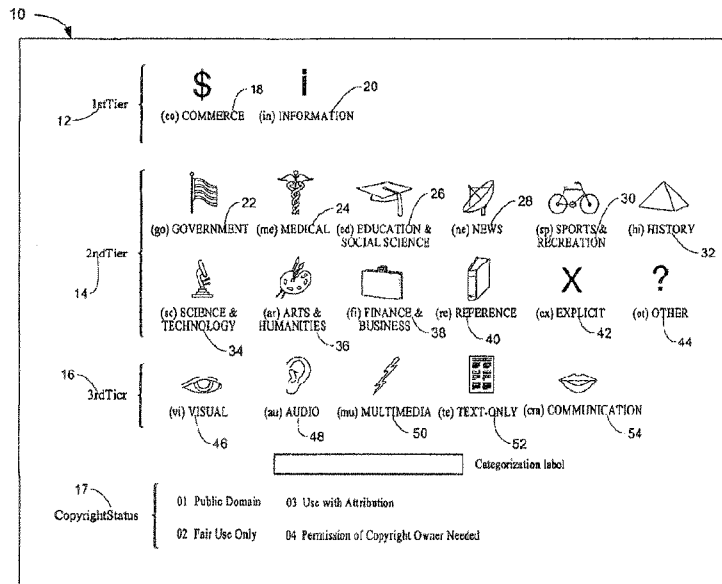 10
$ i
18 20
1stTier
12
(co) COMMERCE (in) INFORMATION
22 24 26 28 30
(go) GOVERNMENT (me) MEDICAL (ed) EDUCATION & SOCIAL SCIENCE (ne) NEWS (sp) SPORTS & RECREATION (hi) HISTORY
32
2ndTier
14
X ?
(sc) SCIENCE & TECHNOLOGY (ar) ARTS & HUMANITIES (fi) FINANCE & BUSINESS (re) REFERENCE (ex) EXPLICIT (ot) OTHER
34 36 38 40 42 44
16
3rdTier
(vi) VISUAL (au) AUDIO (mu) MULTIMEDIA (te) TEXT-ONLY (cm) COMMUNICATION
46 48 50 52 54
Categorization label
17
CopyrightStatus
01 Public Domain 03 Use with Attribution
02 Fair Use Only 04 Permission of Copyright Owner Needed